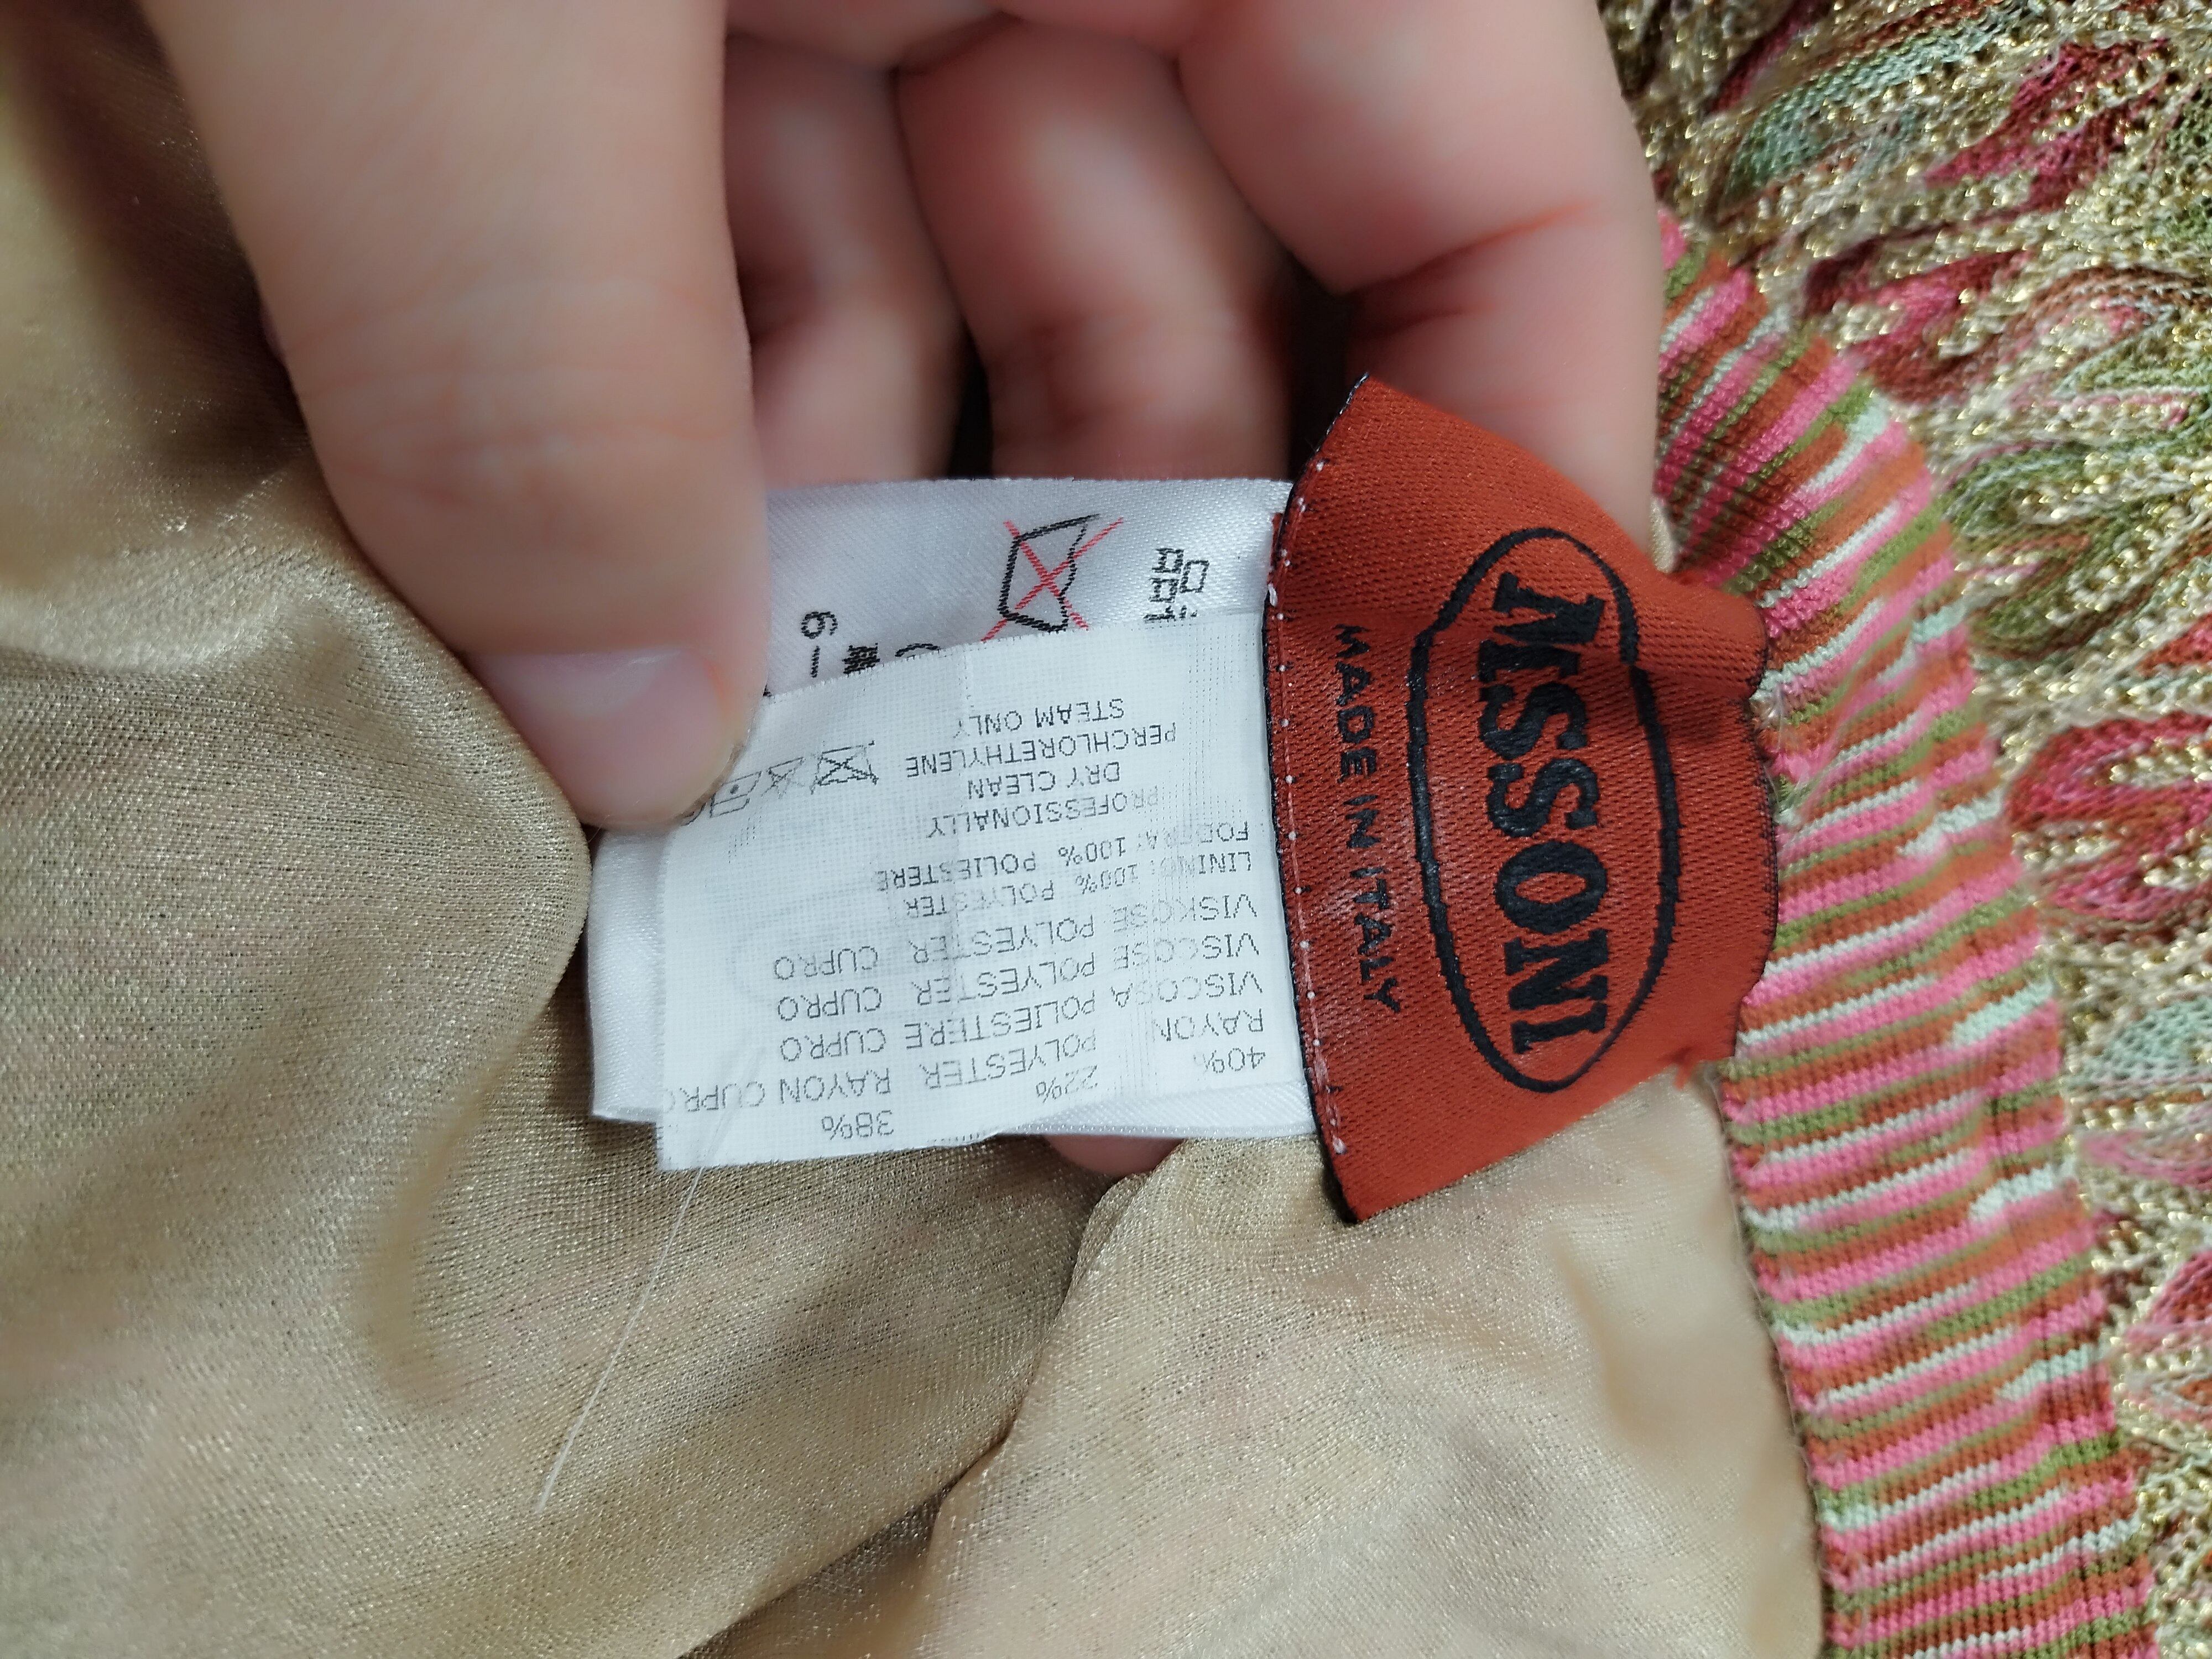 MISSONI
MADE IN ITALY
40% 22% 38%
RAYON POLYESTER RAYON CUPRO
VISCOSA POLIESTERE CUPRO
VISCOSE POLYESTER CUPRO
VISKOSE POLYESTER CUPRO
LINING: 100% POLYESTER
FODERA: 100% POLIESTERE
PROFESSIONALLY
DRY CLEAN
PERCHLORETHYLENE
STEAM ONLY